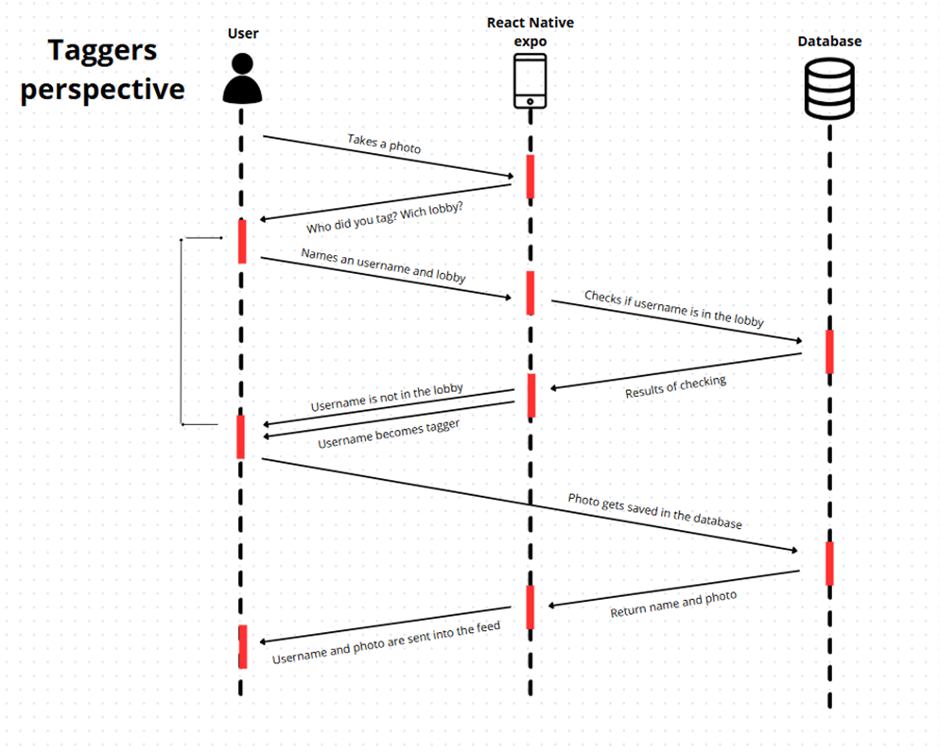 Taggers
perspective
User
React Native
expo
Database
Takes a photo
Who did you tag? Wich lobby?
Names an username and lobby
Checks if username is in the lobby
Results of checking
Username is not in the lobby
Username becomes tagger
Photo gets saved in the database
Return name and photo
Username and photo are sent into the feed